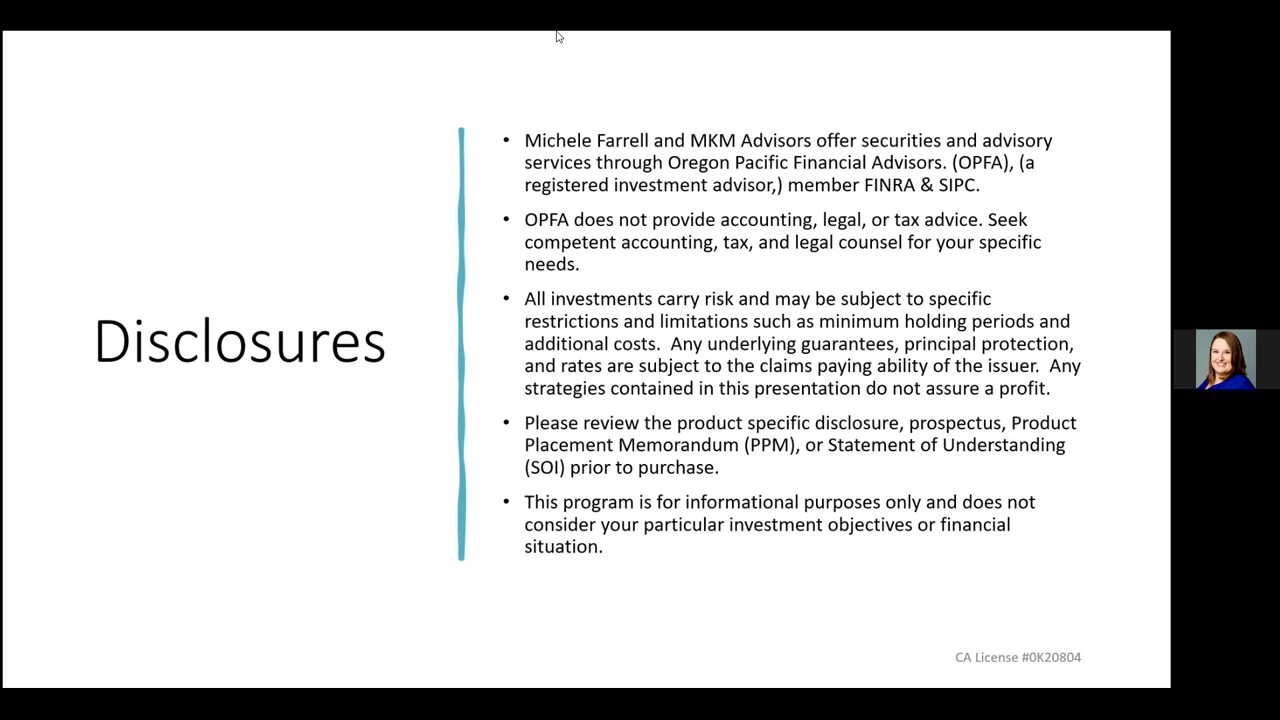 Disclosures
• Michele Farrell and MKM Advisors offer securities and advisory
services through Oregon Pacific Financial Advisors. (OPFA), (a
registered investment advisor,) member FINRA & SIPC.
• OPFA does not provide accounting, legal, or tax advice. Seek
competent accounting, tax, and legal counsel for your specific
needs.
• All investments carry risk and may be subject to specific
restrictions and limitations such as minimum holding periods and
additional costs.  Any underlying guarantees, principal protection,
and rates are subject to the claims paying ability of the issuer.  Any
strategies contained in this presentation do not assure a profit.
• Please review the product specific disclosure, prospectus, Product
Placement Memorandum (PPM), or Statement of Understanding
(SOI) prior to purchase.
• This program is for informational purposes only and does not
consider your particular investment objectives or financial
situation.
CA License #0K20804